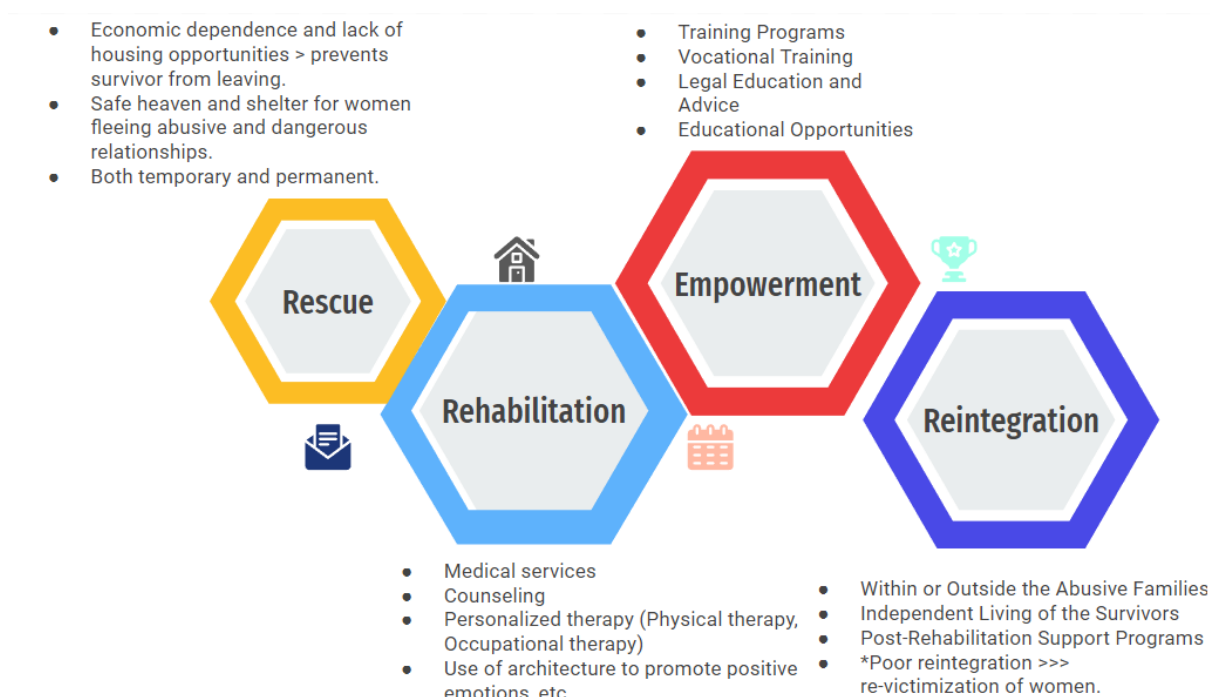 ● Economic dependence and lack of
housing opportunities > prevents
survivor from leaving.
● Safe heaven and shelter for women
fleeing abusive and dangerous
relationships.
● Both temporary and permanent.
● Training Programs
● Vocational Training
● Legal Education and
Advice
● Educational Opportunities
Rescue
Rehabilitation
Empowerment
Reintegration
● Medical services
● Counseling
● Personalized therapy (Physical therapy,
Occupational therapy)
● Use of architecture to promote positive
emotions, etc
● Within or Outside the Abusive Families
● Independent Living of the Survivors
● Post-Rehabilitation Support Programs
● *Poor reintegration >>>
re-victimization of women.